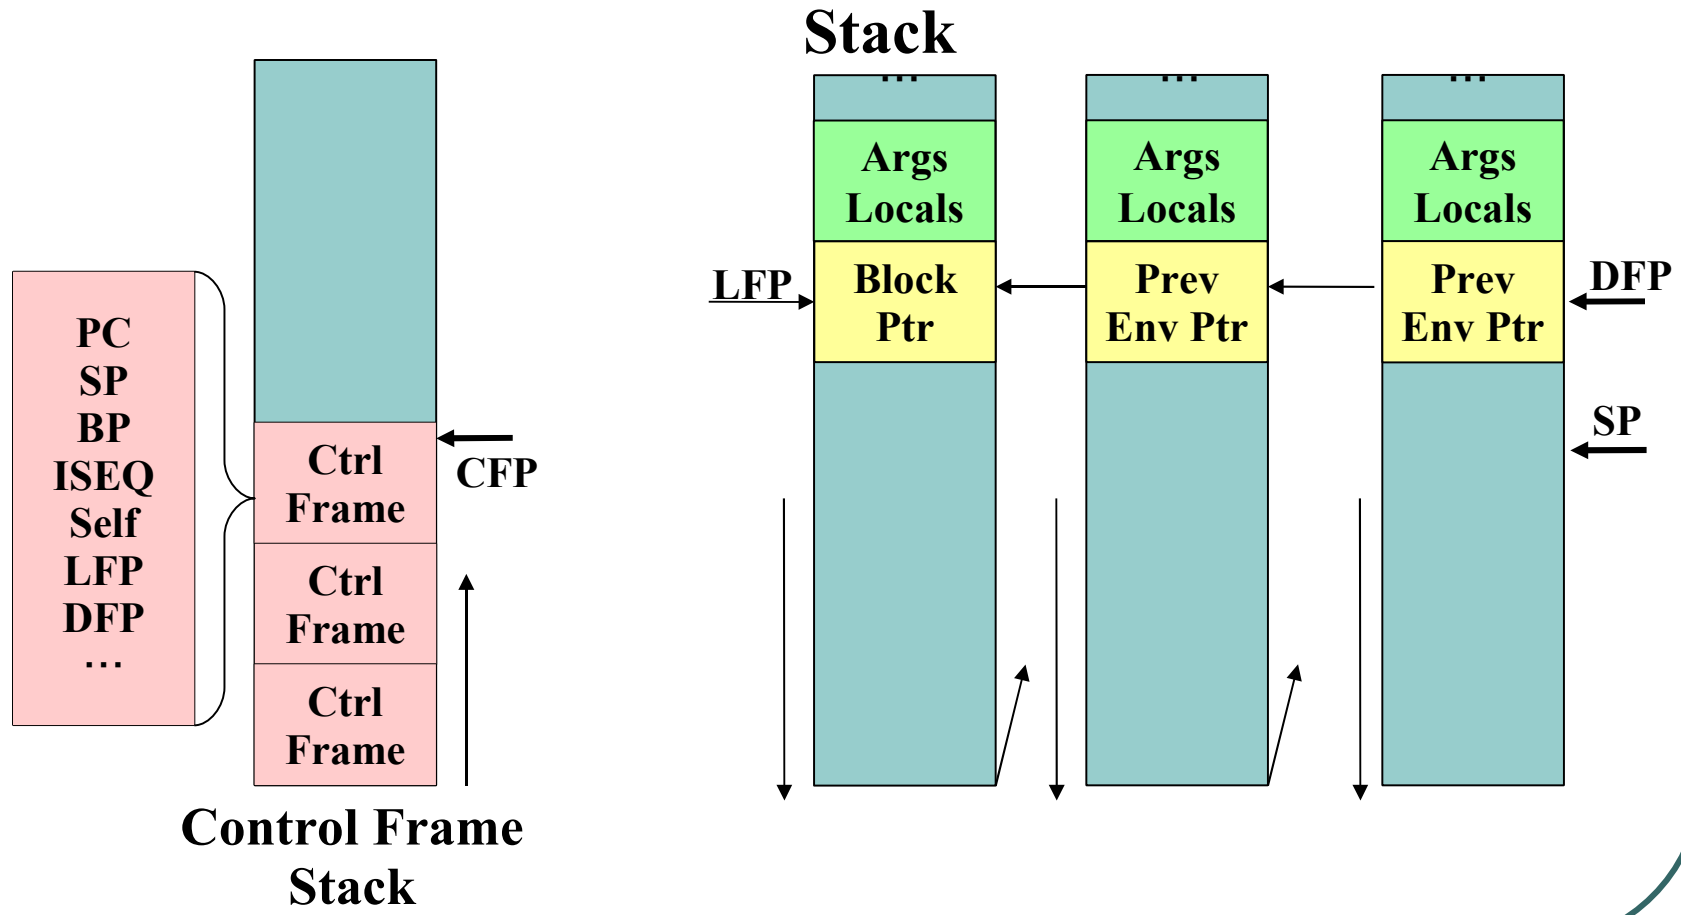 Stack
...
Args
Locals
Block
Ptr
...
Args
Locals
Prev
Env Ptr
...
Args
Locals
Prev
Env Ptr
LFP
DFP
SP
PC
SP
BP
ISEQ
Self
LFP
DFP
...
Ctrl
Frame
Ctrl
Frame
Ctrl
Frame
CFP
Control Frame
Stack